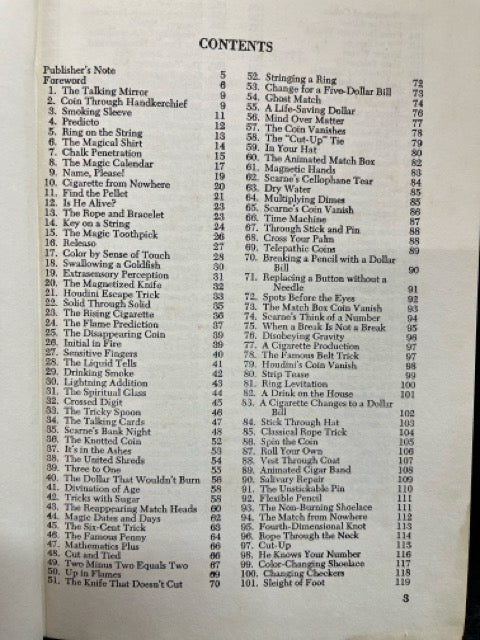 CONTENTS
Publisher's Note 5
Foreword 6
1. The Talking Mirror 9
2. Coin Through Handkerchief 9
3. Smoking Sleeve 11
4. Predicto 12
5. Ring on the String 13
6. The Magical Shirt 14
7. Chalk Penetration 15
8. The Magic Calendar 17
9. Name, Please! 19
10. Cigarette from Nowhere 20
11. Find the Pellet 21
12. Is He Alive? 23
13. The Rope and Bracelet 23
14. Key on a String 24
15. The Magic Toothpick 26
16. Releaso 27
17. Color by Sense of Touch 28
18. Swallowing a Goldfish 30
19. Extrasensory Perception 31
20. The Magnetized Knife 32
21. Houdini Escape Trick 33
22. Solid Through Solid 35
23. The Rising Cigarette 36
24. The Flame Prediction 37
25. The Disappearing Coin 39
26. Initial in Fire 39
27. Sensitive Fingers 40
28. The Liquid Tells 41
29. Drinking Smoke 42
30. Lightning Addition 43
31. The Spiritual Glass 44
32. Crossed Digit 45
33. The Tricky Spoon 46
34. The Talking Cards 47
35. Scarne's Bank Night 48
36. The Knotted Coin 52
37. It's in the Ashes 53
38. The United Shreds 54
39. Three to One 55
40. The Dollar That Wouldn't Burn 56
41. Divination of Age 58
42. Tricks with Sugar 58
43. The Reappearing Match Heads 60
44. Magic Dates and Days 62
45. The Six-Cent Trick 63
46. The Famous Penny 64
47. Mathematics Plus 66
48. Cut and Tied 66
49. Two Minus Two Equals Two 67
50. Up in Flames 69
51. The Knife That Doesn't Cut 70
52. Stringing a Ring 72
53. Change for a Five-Dollar Bill 73
54. Ghost Match 74
55. A Life-Saving Dollar 76
56. Mind Over Matter 77
57. The Coin Vanishes 78
58. The "Cut-Up" Tie 79
59. In Your Hat 80
60. The Animated Match Box 82
61. Magnetic Hands 83
62. Scarne's Cellophane Tear 84
63. Dry Water 85
64. Multiplying Dimes 85
65. Scarne's Coin Vanish 86
66. Time Machine 87
67. Through Stick and Pin 88
68. Cross Your Palm 88
69. Telepathic Coins 89
70. Breaking a Pencil with a Dollar
Bill 90
71. Replacing a Button without a
Needle 91
72. Spots Before the Eyes 92
73. The Match Box Coin Vanish 93
74. Scarne's Think of a Number 94
75. When a Break Is Not a Break 95
76. Disobeying Gravity 96
77. A Cigarette Production 97
78. The Famous Belt Trick 97
79. Houdini's Coin Vanish 98
80. Strip Tease 99
81. Ring Levitation 100
82. A Drink on the House 101
83. A Cigarette Changes to a Dollar
Bill 102
84. Stick Through Hat 103
85. Classical Rope Trick 104
86. Spin the Coin 105
87. Roll Your Own 106
88. Vest Through Coat 107
89. Animated Cigar Band 108
90. Salivary Repair 109
91. The Unstickable Pin 110
92. Flexible Pencil 111
93. The Non-Burning Shoelace 111
94. The Match from Nowhere 112
95. Fourth-Dimensional Knot 113
96. Rope Through the Neck 114
97. Cut-Up 115
98. He Knows Your Number 116
99. Color-Changing Shoelace 117
100. Changing Checkers 118
101. Sleight of Foot 119
3